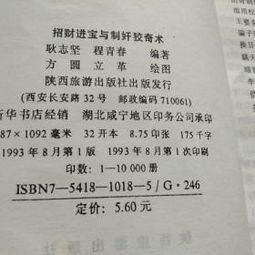 招财进宝与制奸狡奇术
耿志坚 程青春 编著
方圆 立革 绘图
陕西旅游出版社出版发行
(西安长安路32号 邮政编码710061)
新华书店经销 湖北咸宁地区印务公司承印
87×1092毫米 32开本 8.75印张 175千字
1993年8月第1版 1993年8月第1次印刷
印数:1—10000册
ISBN7—5418—1018—5/G·246
定价:5.60元